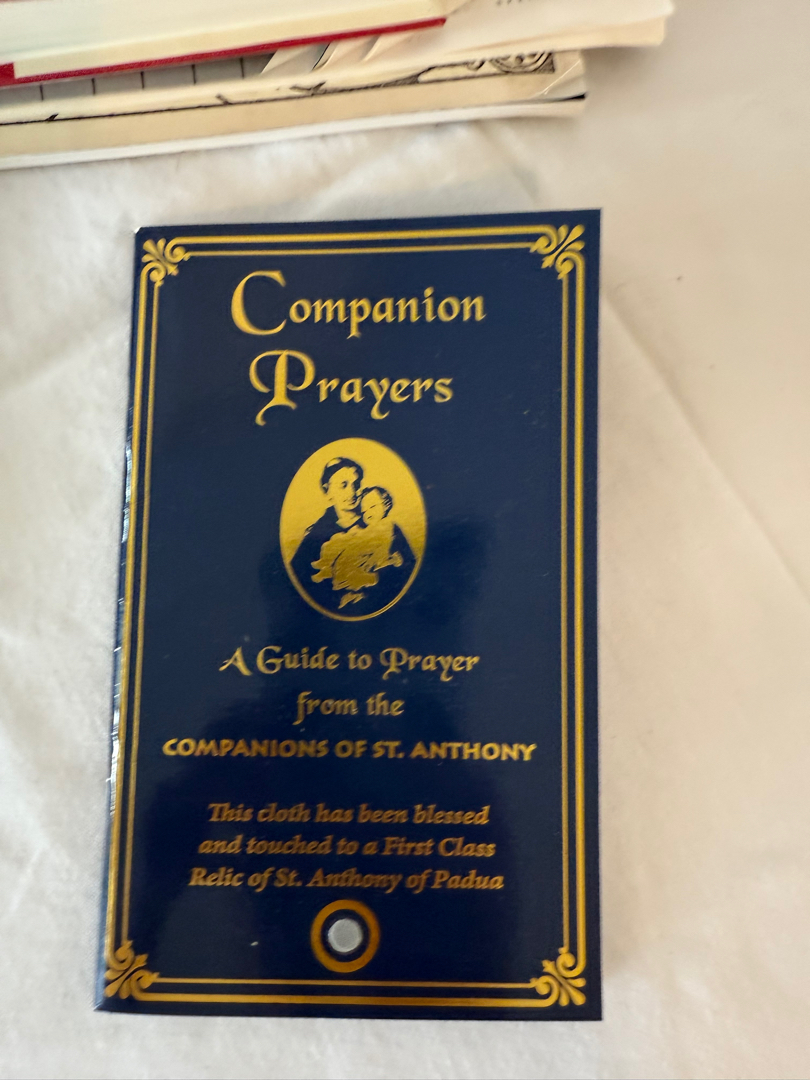 Companion
Prayers
A Guide to Prayer
from the
COMPANIONS OF ST. ANTHONY
This cloth has been blessed
and touched to a First Class
Relic of St. Anthony of Padua